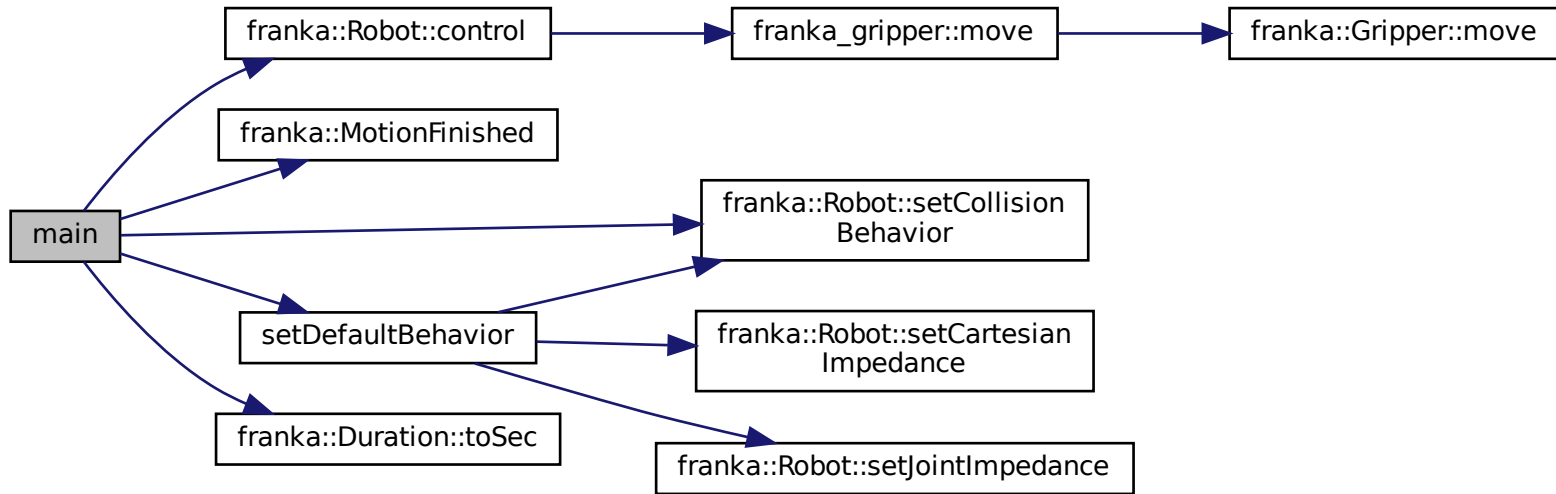 franka::Robot::control
franka_gripper::move
franka::Gripper::move
franka::MotionFinished
main
franka::Robot::setCollision
Behavior
setDefaultBehavior
franka::Robot::setCartesian
Impedance
franka::Duration::toSec
franka::Robot::setJointImpedance